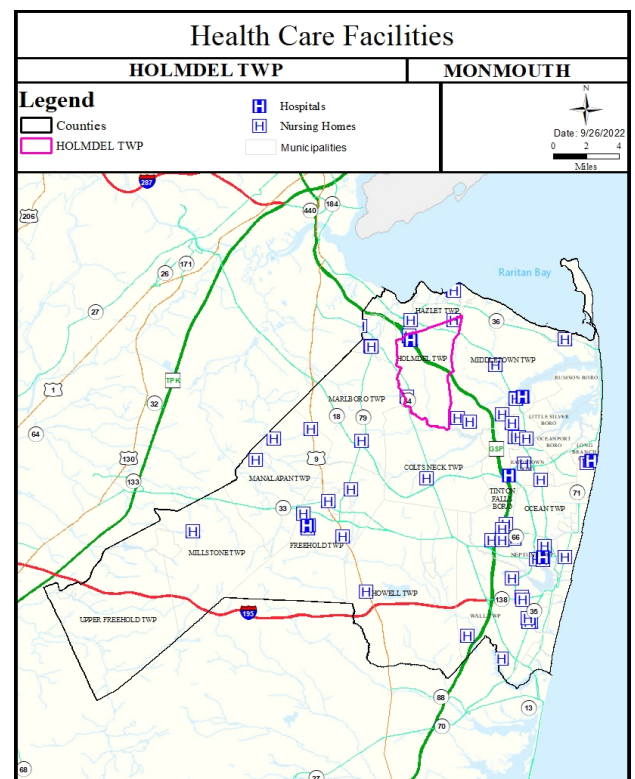 Health Care Facilities
HOLMDEL TWP
MONMOUTH
Legend
Counties
HOLMDEL TWP
Hospitals
Nursing Homes
Municipalities
N
Date: 9/26/2022
0 2 4
Miles
287
206
440
184
171
26
Raritan Bay
27
HAZLET TWP
36
HOLMDEL TWP
MIDDLETOWN TWP
RUMSON BORO
1
TPK
32
34
MARLBORO TWP
18
79
LITTLE SILVER
BORO
OCEANPORT
BORO
LONG
BRANCH
64
130
9
GSP
133
COLTS NECK TWP
MANALAPAN TWP
TINTON
FALLS
BORO
71
33
OCEAN TWP
MILLSTONE TWP
FREEHOLD TWP
66
HOWELL TWP
195
138
35
UPPER FREEHOLD TWP
WALL TWP
88
13
70
68
37